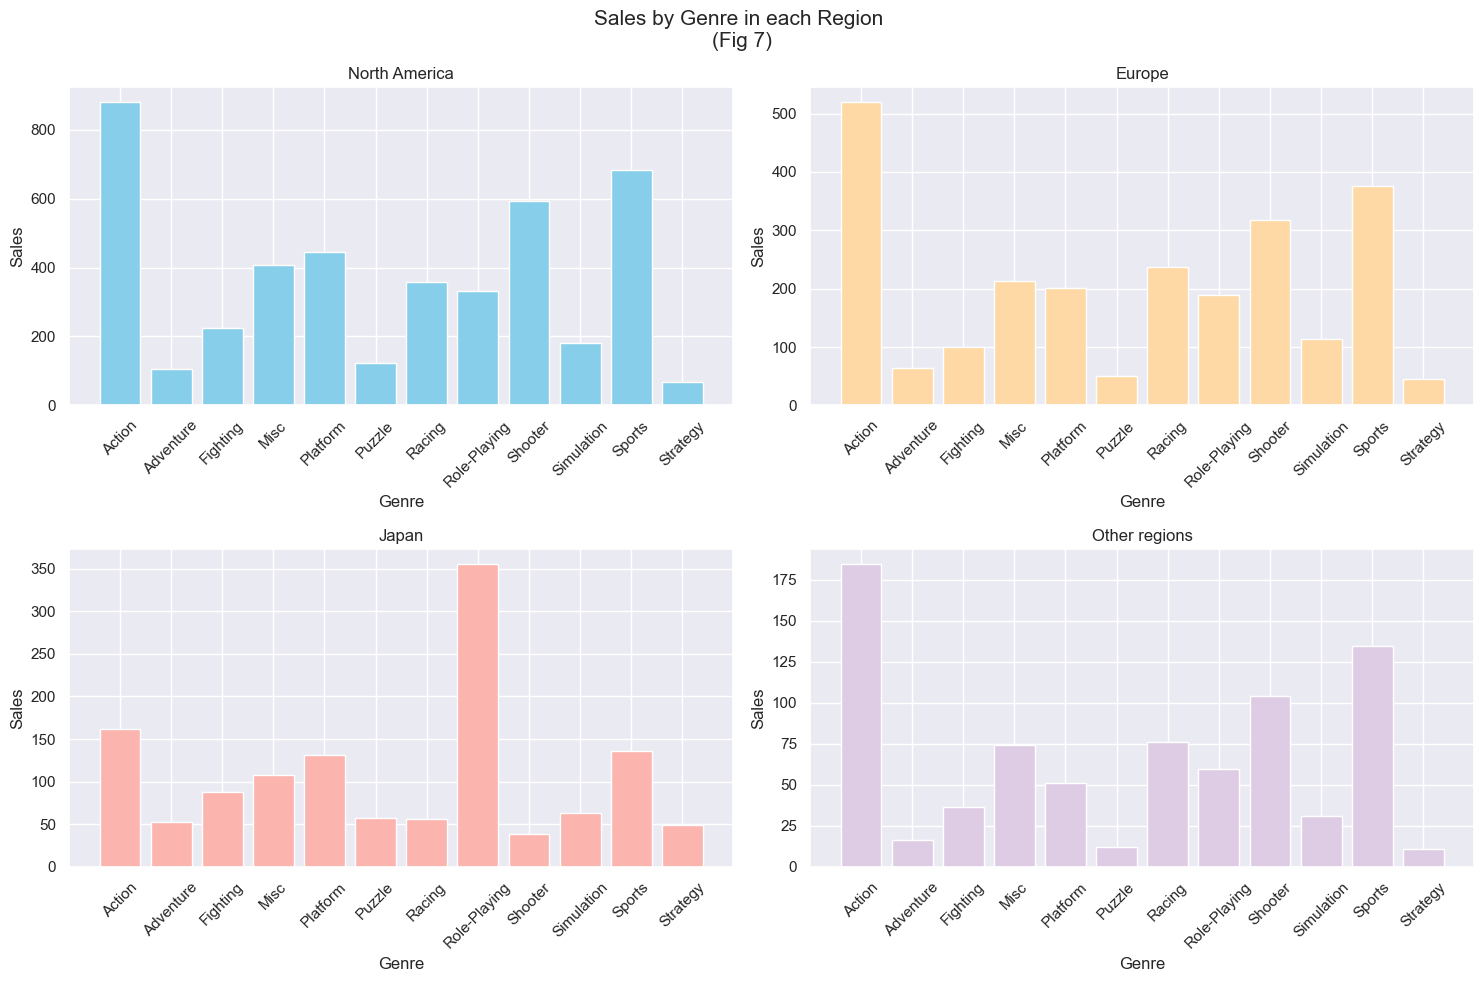 Sales by Genre in each Region
(Fig 7)
North America
Sales
800
600
400
200
0
Action
Adventure
Fighting
Misc
Platform
Puzzle
Racing
Role-Playing
Shooter
Simulation
Sports
Strategy
Genre
Europe
Sales
500
400
300
200
100
0
Action
Adventure
Fighting
Misc
Platform
Puzzle
Racing
Role-Playing
Shooter
Simulation
Sports
Strategy
Genre
Japan
Sales
350
300
250
200
150
100
50
0
Action
Adventure
Fighting
Misc
Platform
Puzzle
Racing
Role-Playing
Shooter
Simulation
Sports
Strategy
Genre
Other regions
Sales
175
150
125
100
75
50
25
0
Action
Adventure
Fighting
Misc
Platform
Puzzle
Racing
Role-Playing
Shooter
Simulation
Sports
Strategy
Genre